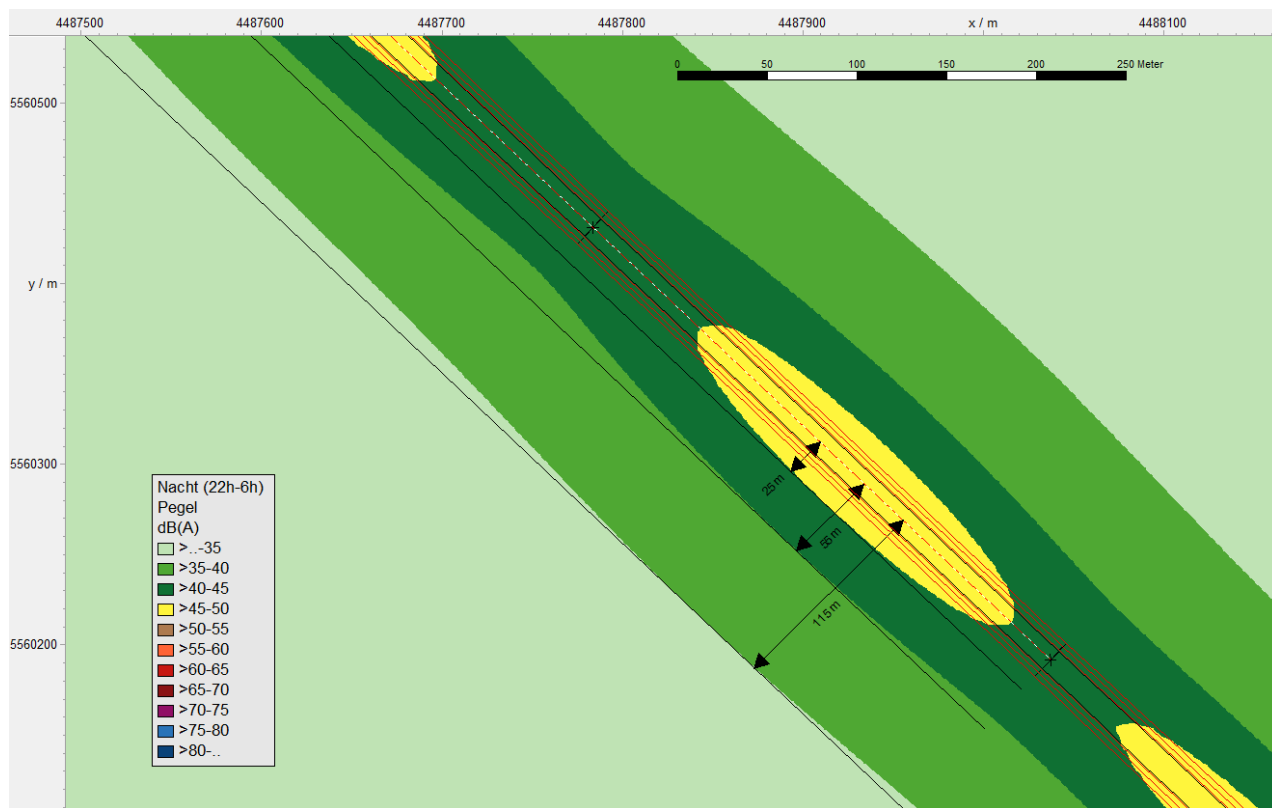 4487500 4487600 4487700 4487800 4487900 x / m 4488100
0 50 100 150 200 250 Meter
5560500
y / m
5560300
25 m
55 m
115 m
5560200
Nacht (22h-6h)
Pegel
dB(A)
>..-35
>35-40
>40-45
>45-50
>50-55
>55-60
>60-65
>65-70
>70-75
>75-80
>80-..